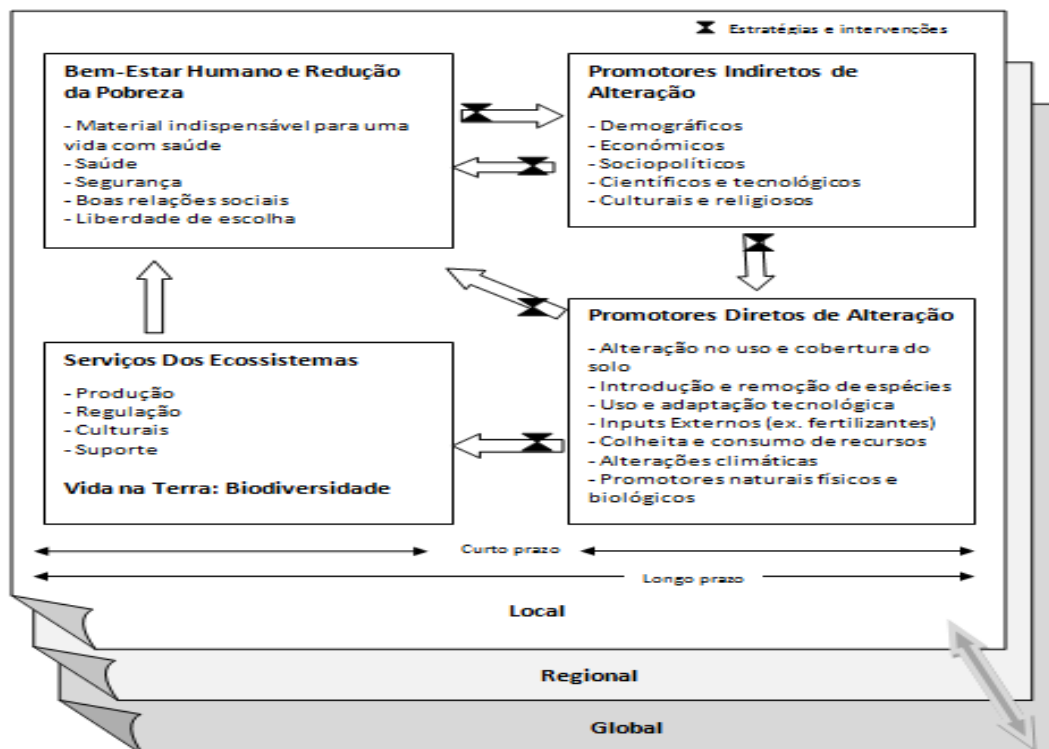 Estratégias e intervenções
Bem-Estar Humano e Redução
da Pobreza
- Material indispensável para uma
vida com saúde
- Saúde
- Segurança
- Boas relações sociais
- Liberdade de escolha
Promotores Indiretos de
Alteração
- Demográficos
- Económicos
- Sociopolíticos
- Científicos e tecnológicos
- Culturais e religiosos
Serviços Dos Ecossistemas
- Produção
- Regulação
- Culturais
- Suporte
Vida na Terra: Biodiversidade
Promotores Diretos de Alteração
- Alteração no uso e cobertura do
solo
- Introdução e remoção de espécies
- Uso e adaptação tecnológica
- Inputs Externos (ex. fertilizantes)
- Colheita e consumo de recursos
- Alterações climáticas
- Promotores naturais físicos e
biológicos
Curto prazo
Longo prazo
Local
Regional
Global